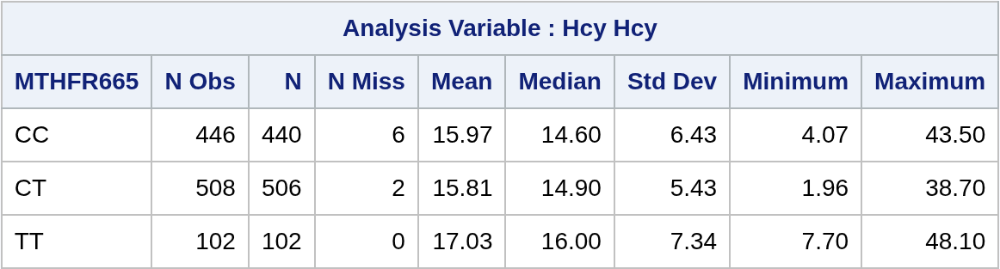 Analysis Variable : Hcy Hcy
MTHFR665 N Obs N N Miss Mean Median Std Dev Minimum Maximum
CC 446 440 6 15.97 14.60 6.43 4.07 43.50
CT 508 506 2 15.81 14.90 5.43 1.96 38.70
TT 102 102 0 17.03 16.00 7.34 7.70 48.10